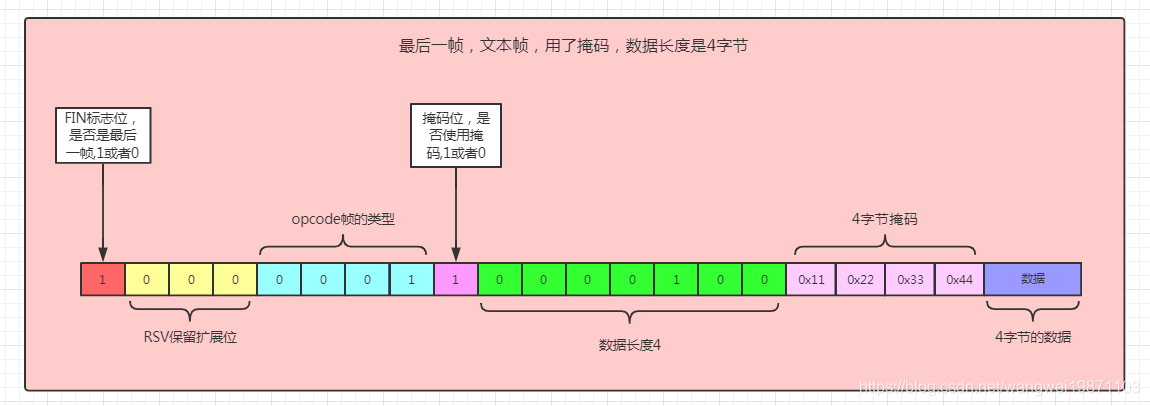 最后一帧，文本帧，用了掩码，数据长度是4字节
FIN标志位，
是否是最后
一帧,1或者0
掩码位，是
否使用掩
码,1或者0
opcode帧的类型
4字节掩码
1 0 0 0 0 0 0 1 1 0 0 0 0 1 0 0 0x11 0x22 0x33 0x44 数据
RSV保留扩展位
数据长度4
4字节的数据
https://blog.csdn.net/wangwei19871103